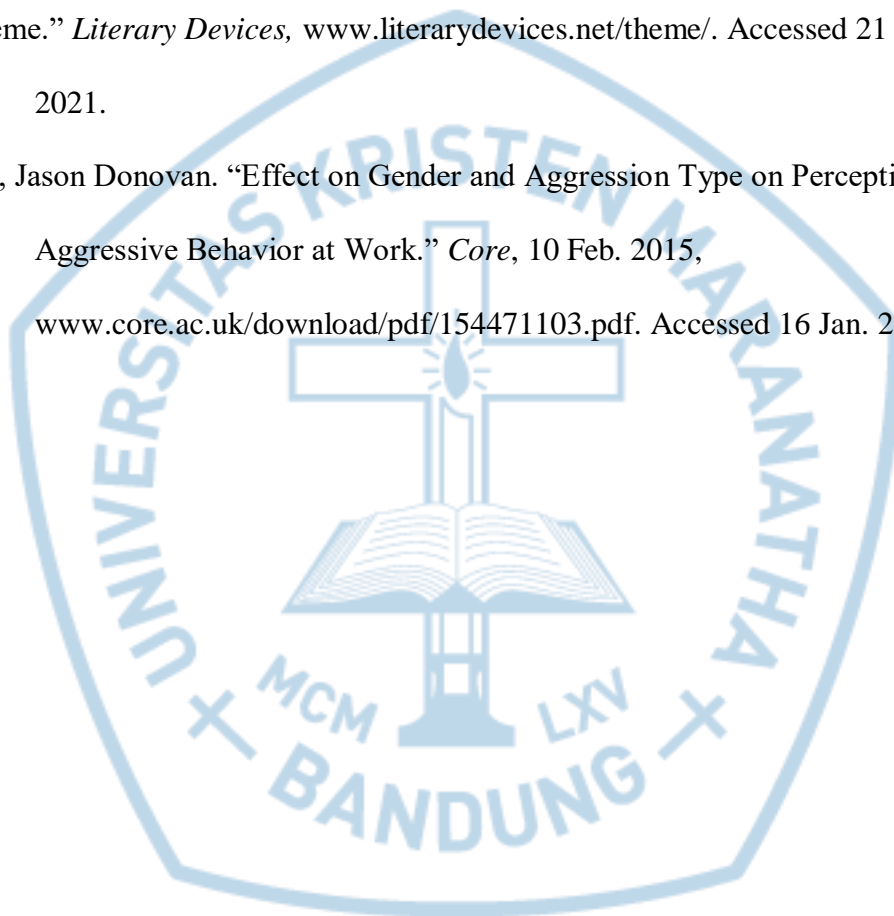 eme.” Literary Devices, www.literarydevices.net/theme/. Accessed 21
2021.
, Jason Donovan. “Effect on Gender and Aggression Type on Percepti
Aggressive Behavior at Work.” Core, 10 Feb. 2015,
www.core.ac.uk/download/pdf/154471103.pdf. Accessed 16 Jan. 2
UNIVERSITAS KRISTEN MARANATHA
MCM LXV
BANDUNG